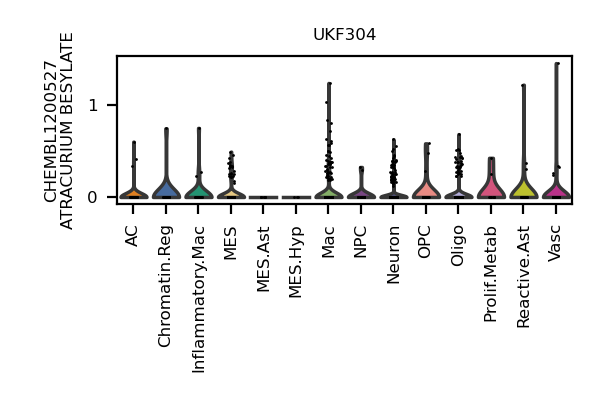 UKF304
CHEMBL1200527
ATRACURIUM BESYLATE
1
0
AC
Chromatin.Reg
Inflammatory.Mac
MES
MES.Ast
MES.Hyp
Mac
NPC
Neuron
OPC
Oligo
Prolif.Metab
Reactive.Ast
Vasc